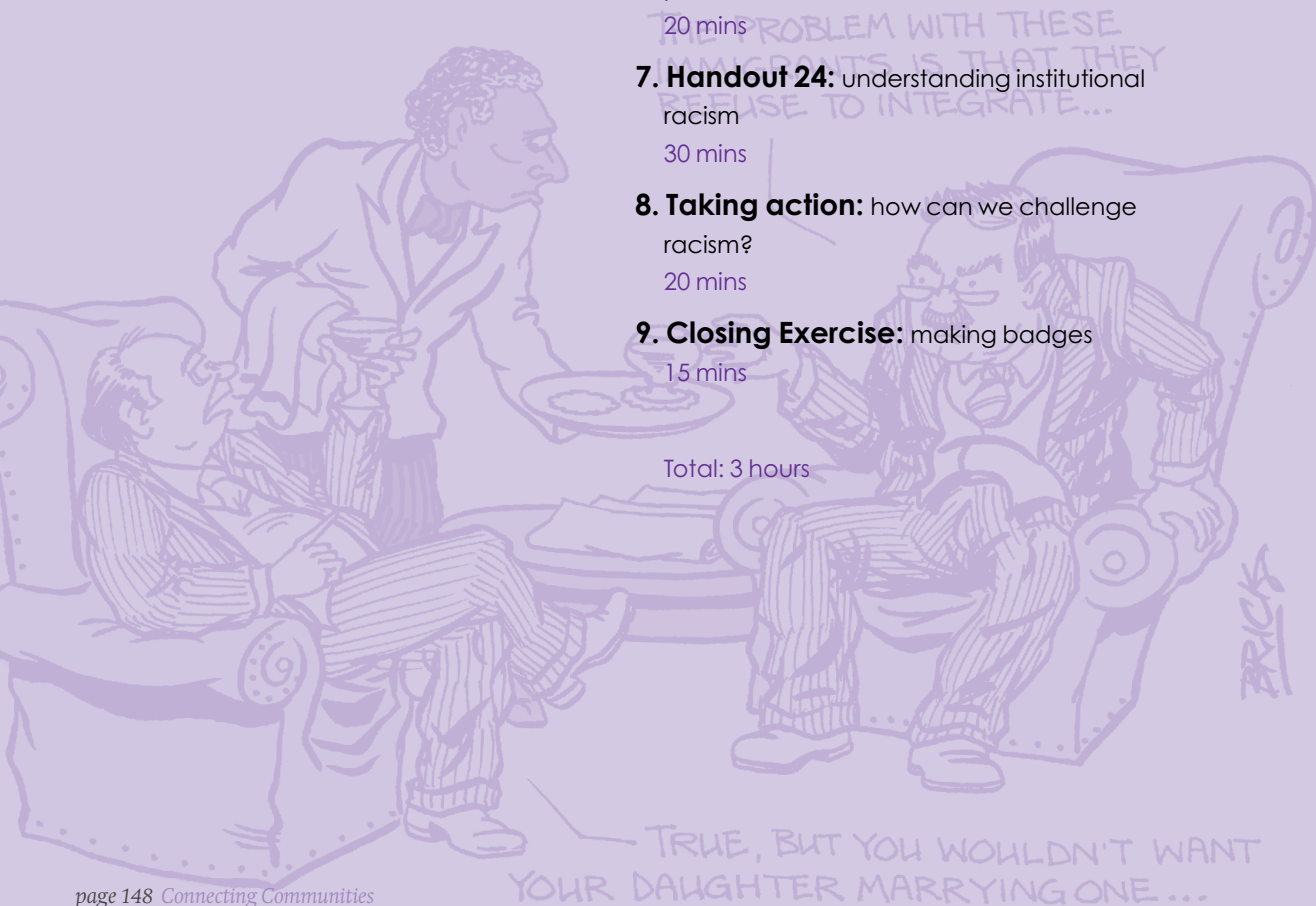 20 mins
7. Handout 24: understanding institutional
racism
30 mins
8. Taking action: how can we challenge
racism?
20 mins
9. Closing Exercise: making badges
15 mins
Total: 3 hours
THE PROBLEM WITH THESE
IMMIGRANTS IS THAT THEY
REFUSE TO INTEGRATE...
BRICK
TRUE, BUT YOU WOULDN'T WANT
YOUR DAUGHTER MARRYING ONE...
page 148 Connecting Communities